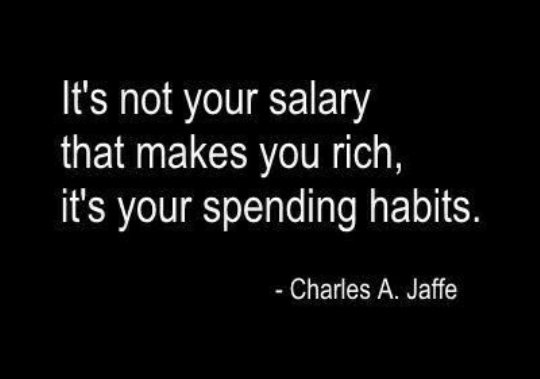 It's not your salary
that makes you rich,
it's your spending habits.
- Charles A. Jaffe